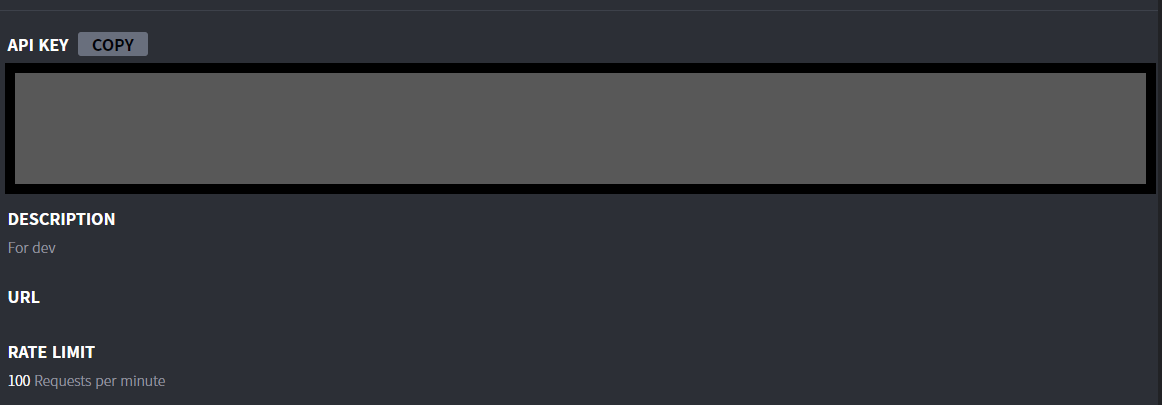 API KEY COPY
DESCRIPTION
For dev
URL
RATE LIMIT
100 Requests per minute